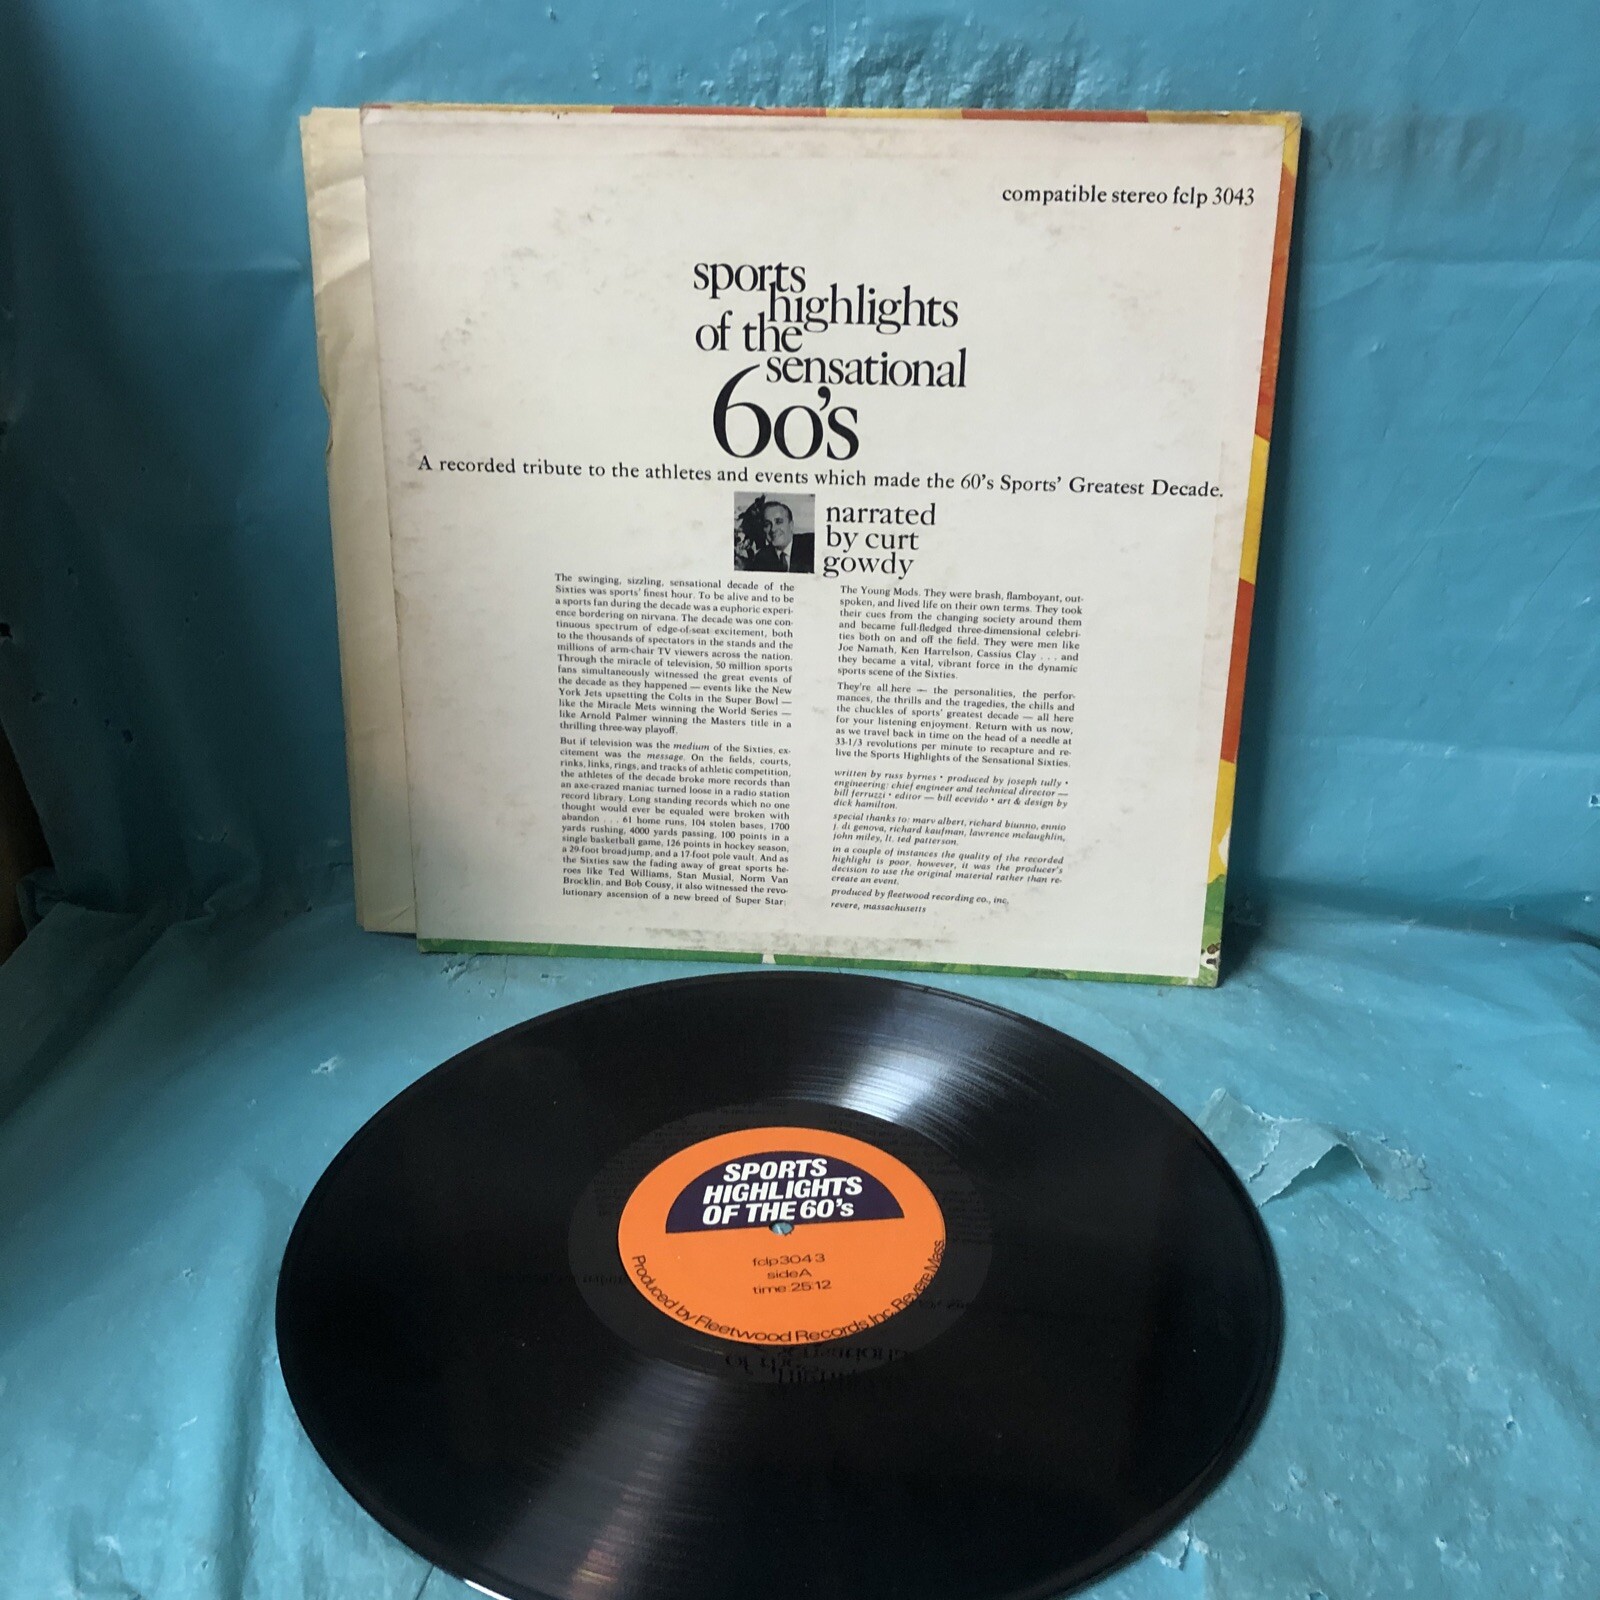 compatible stereo fclp 3043
sports
highlights
of the
sensational
60's
A recorded tribute to the athletes and events which made the 60's Sports' Greatest Decade.
narrated
by curt
gowdy
The swinging, sizzling, sensational decade of the
Sixties was sports' finest hour. To be alive and to be
a sports fan during the decade was a euphoric experi-
ence bordering on nirvana. The decade was one con-
tinuous spectrum of edge-of-seat excitement, both
to the thousands of spectators in the stands and the
millions of arm-chair TV viewers across the nation.
Through the miracle of television, 50 million sports
fans simultaneously witnessed the great events of
the decade as they happened — events like the New
York Jets upsetting the Colts in the Super Bowl —
like the Miracle Mets winning the World Series —
like Arnold Palmer winning the Masters title in a
thrilling three-way playoff.
But if television was the medium of the Sixties, ex-
citement was the message. On the fields, courts,
rinks, links, rings, and tracks of athletic competition,
the athletes of the decade broke more records than
an axe-crazed maniac turned loose in a radio station
record library. Long standing records which no one
thought would ever be equaled were broken with
abandon . . . 61 home runs, 104 stolen bases, 1700
yards rushing, 4000 yards passing, 100 points in a
single basketball game, 126 points in hockey season,
a 29-foot broadjump, and a 17-foot pole vault. And as
the Sixties saw the fading away of great sports he-
roes like Ted Williams, Stan Musial, Norm Van
Brocklin, and Bob Cousy, it also witnessed the revo-
lutionary ascension of a new breed of Super Star:
The Young Mods. They were brash, flamboyant, out-
spoken, and lived life on their own terms. They took
their cues from the changing society around them
and became full-fledged three-dimensional celebri-
ties both on and off the field. They were men like
Joe Namath, Ken Harrelson, Cassius Clay . . . and
they became a vital, vibrant force in the dynamic
sports scene of the Sixties.
They're all here — the personalities, the perfor-
mances, the thrills and the tragedies, the chills and
the chuckles of sports' greatest decade — all here
for your listening enjoyment. Return with us now,
as we travel back in time on the head of a needle at
33-1/3 revolutions per minute to recapture and re-
live the Sports Highlights of the Sensational Sixties.
written by russ byrnes • produced by joseph tully •
engineering: chief engineer and technical director —
bill ferruzzi • editor — bill ecevido • art & design by
dick hamilton.
special thanks to: marv albert, richard biunno, ennio
j. di genova, richard kaufman, lawrence mclaughlin,
john miley, lt. ted patterson.
in a couple of instances the quality of the recorded
highlight is poor, however, it was the producer's
decision to use the original material rather than re-
create an event.
produced by fleetwood recording co., inc.
revere, massachusetts
SPORTS
HIGHLIGHTS
OF THE 60's
fclp3043
sideA
time:25:12
Produced by Fleetwood Records Inc. Revere Mass.